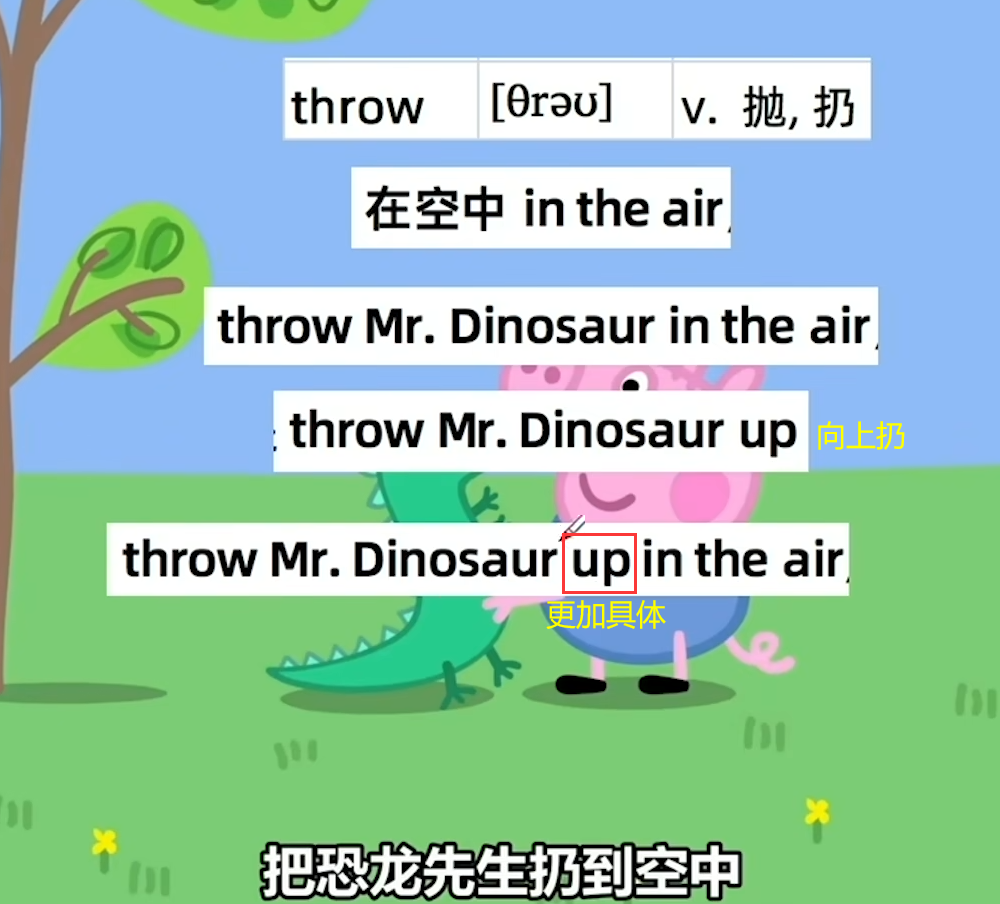 throw [θrəʊ] v. 抛, 扔
在空中 in the air,
throw Mr. Dinosaur in the air,
: throw Mr. Dinosaur up 向上扔
throw Mr. Dinosaur up in the air,
更加具体
把恐龙先生扔到空中